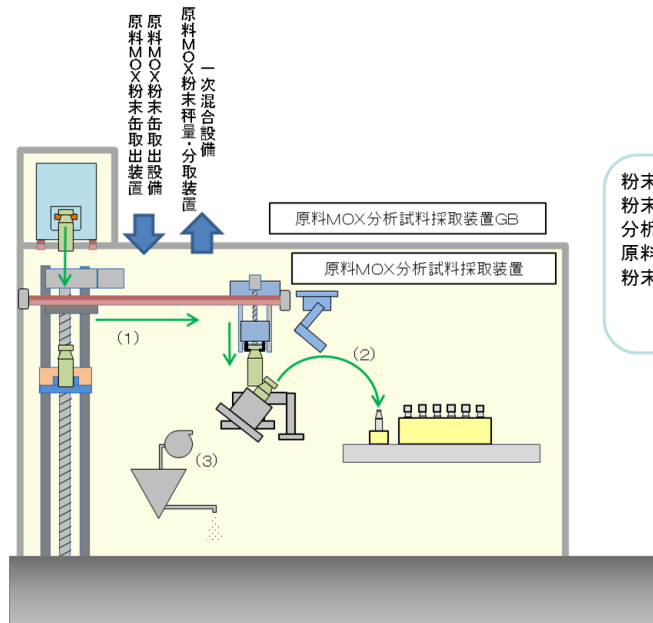 原料MOX粉末缶取出設備
原料MOX粉末缶取出装置
一次混合設備
原料MOX粉末秤量・分取装置
原料MOX分析試料採取装置GB
原料MOX分析試料採取装置
(1)
(2)
(3)
粉末
粉末
分析
原料
粉末